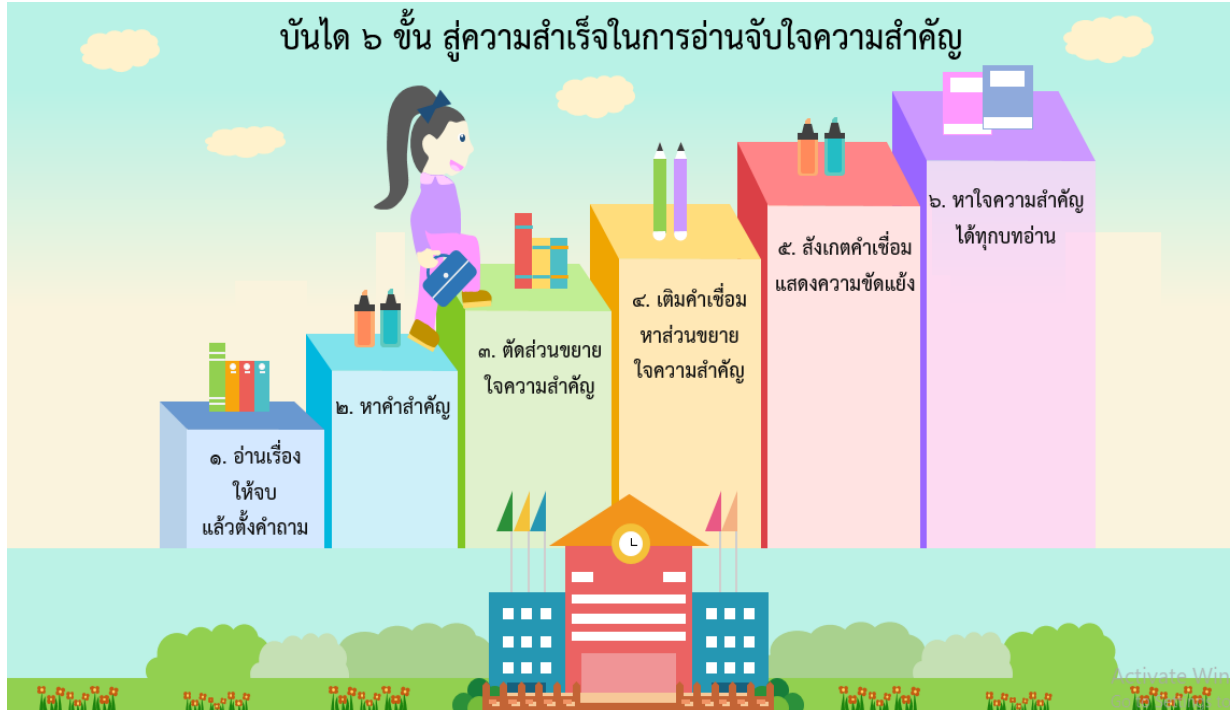 บันได ๖ ขั้น สู่ความสำเร็จในการอ่านจับใจความสำคัญ
๑. อ่านเรื่อง
ให้จบ
แล้วตั้งคำถาม
๒. หาคำสำคัญ
๓. ตัดส่วนขยาย
ใจความสำคัญ
๔. เติมคำเชื่อม
หาส่วนขยาย
ใจความสำคัญ
๕. สังเกตคำเชื่อม
แสดงความขัดแย้ง
๖. หาใจความสำคัญ
ได้ทุกบทอ่าน
Activate Win